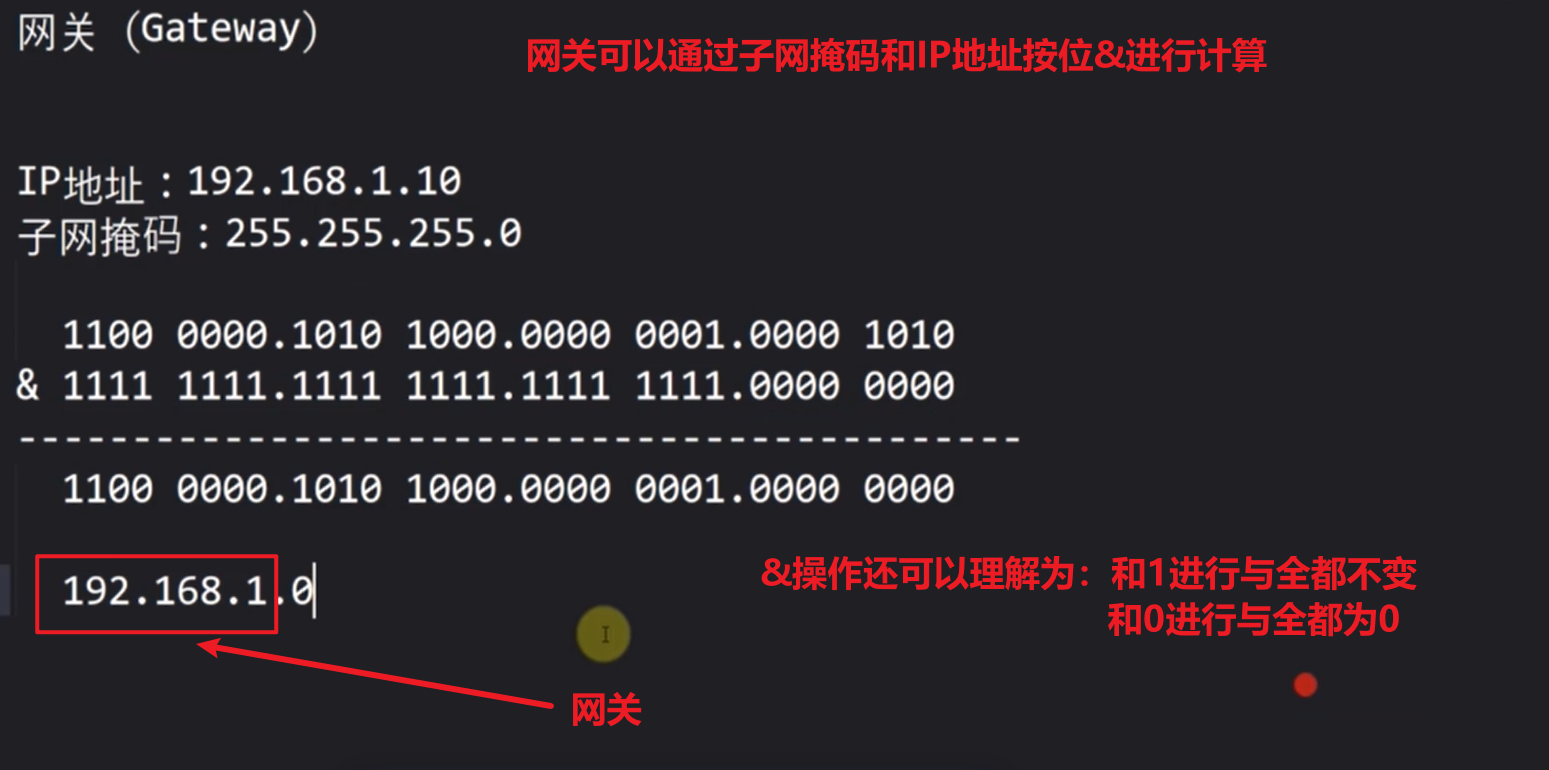 网关（Gateway）
网关可以通过子网掩码和IP地址按位&进行计算
IP地址：192.168.1.10
子网掩码：255.255.255.0
1100 0000.1010 1000.0000 0001.0000 1010
& 1111 1111.1111 1111.1111 1111.0000 0000
--------------------------------------------
1100 0000.1010 1000.0000 0001.0000 0000
192.168.1.0
&操作还可以理解为：和1进行与全都不变
和0进行与全都为0
网关